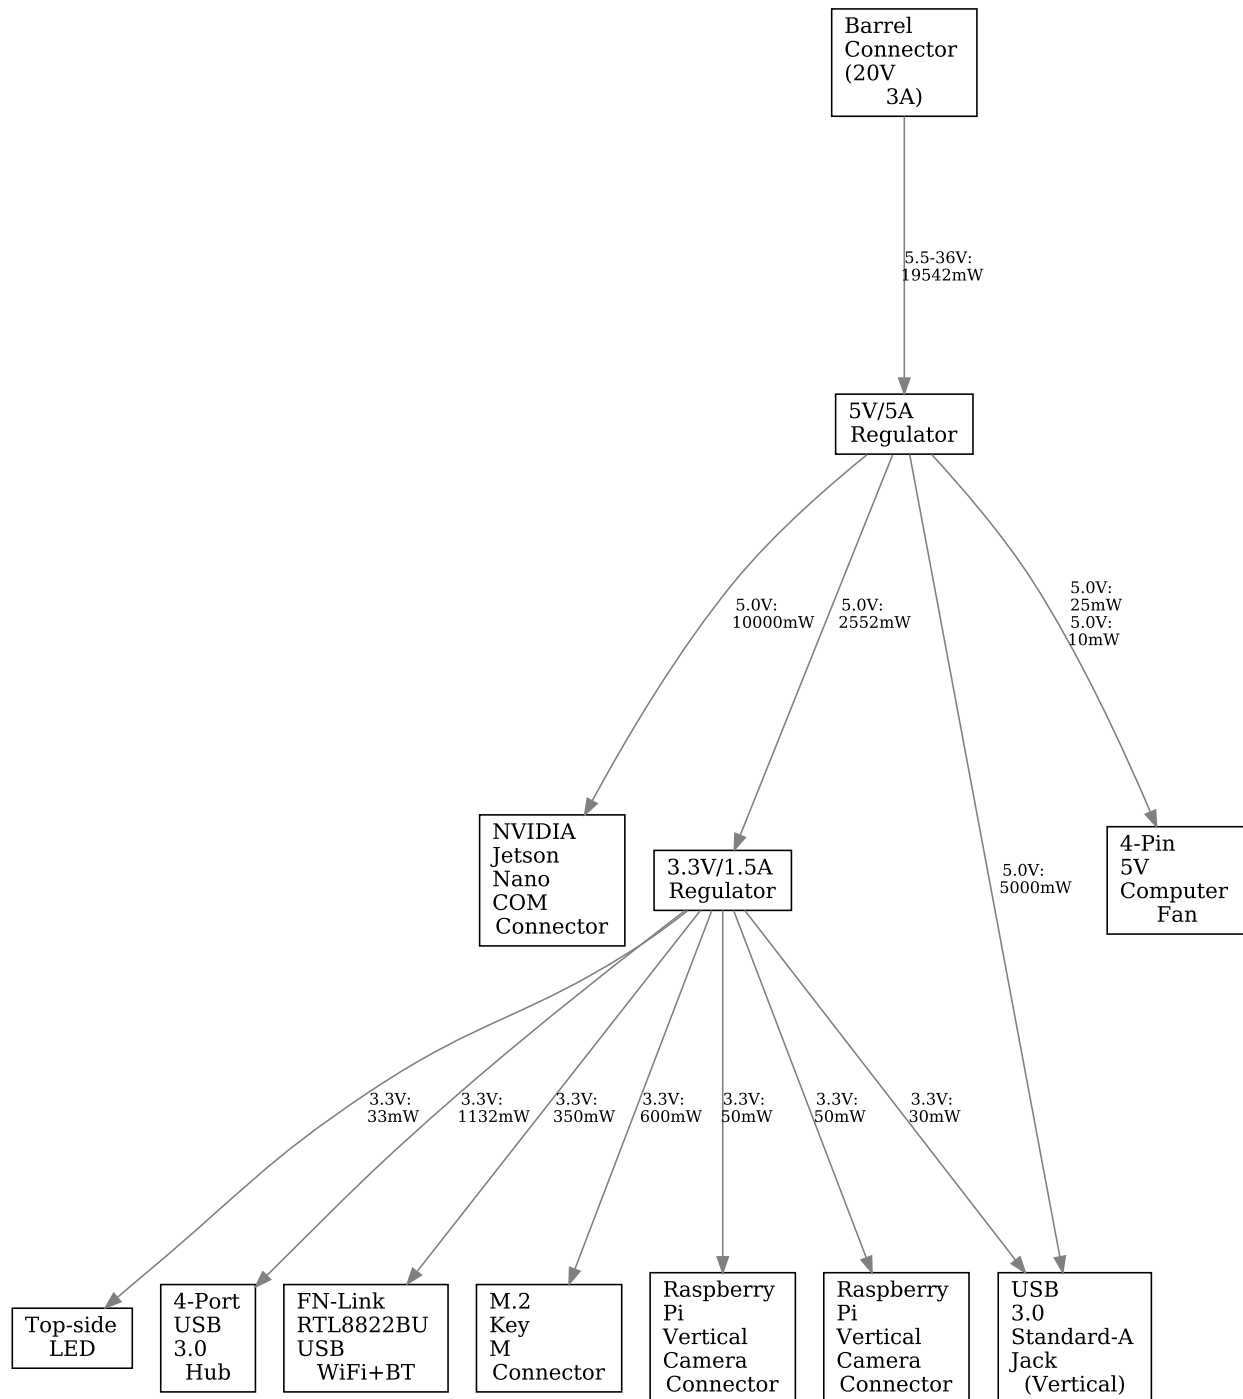 Barrel
Connector
(20V
3A)
5.5-36V:
19542mW
5V/5A
Regulator
5.0V:
10000mW
5.0V:
2552mW
5.0V:
25mW
5.0V:
10mW
NVIDIA
Jetson
Nano
COM
Connector
3.3V/1.5A
Regulator
5.0V:
5000mW
4-Pin
5V
Computer
Fan
3.3V:
33mW
3.3V:
1132mW
3.3V:
350mW
3.3V:
600mW
3.3V:
50mW
3.3V:
50mW
3.3V:
30mW
Top-side
LED
4-Port
USB
3.0
Hub
FN-Link
RTL8822BU
USB
WiFi+BT
M.2
Key
M
Connector
Raspberry
Pi
Vertical
Camera
Connector
Raspberry
Pi
Vertical
Camera
Connector
USB
3.0
Standard-A
Jack
(Vertical)